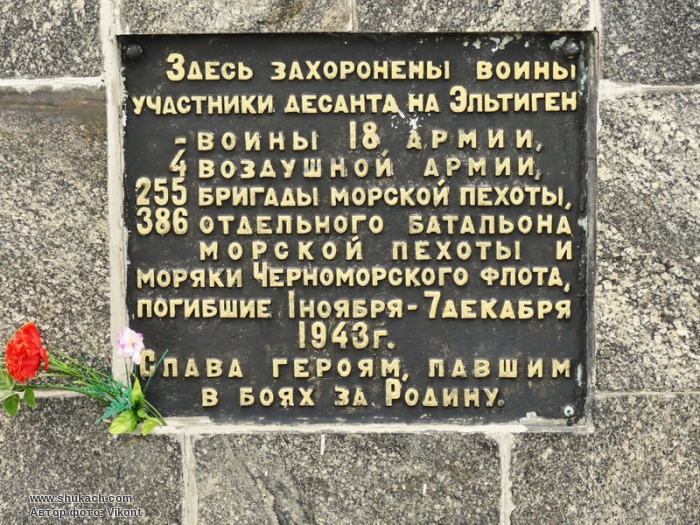 Здесь захоронены воины
участники десанта на Эльтиген
- воины 18 армии,
4 воздушной армии,
255 бригады морской пехоты,
386 отдельного батальона
морской пехоты и
моряки Черноморского флота,
погибшие 1 ноября - 7 декабря
1943 г.
Слава героям, павшим
в боях за Родину.
www.shukach.com
Автор фото: Vikont